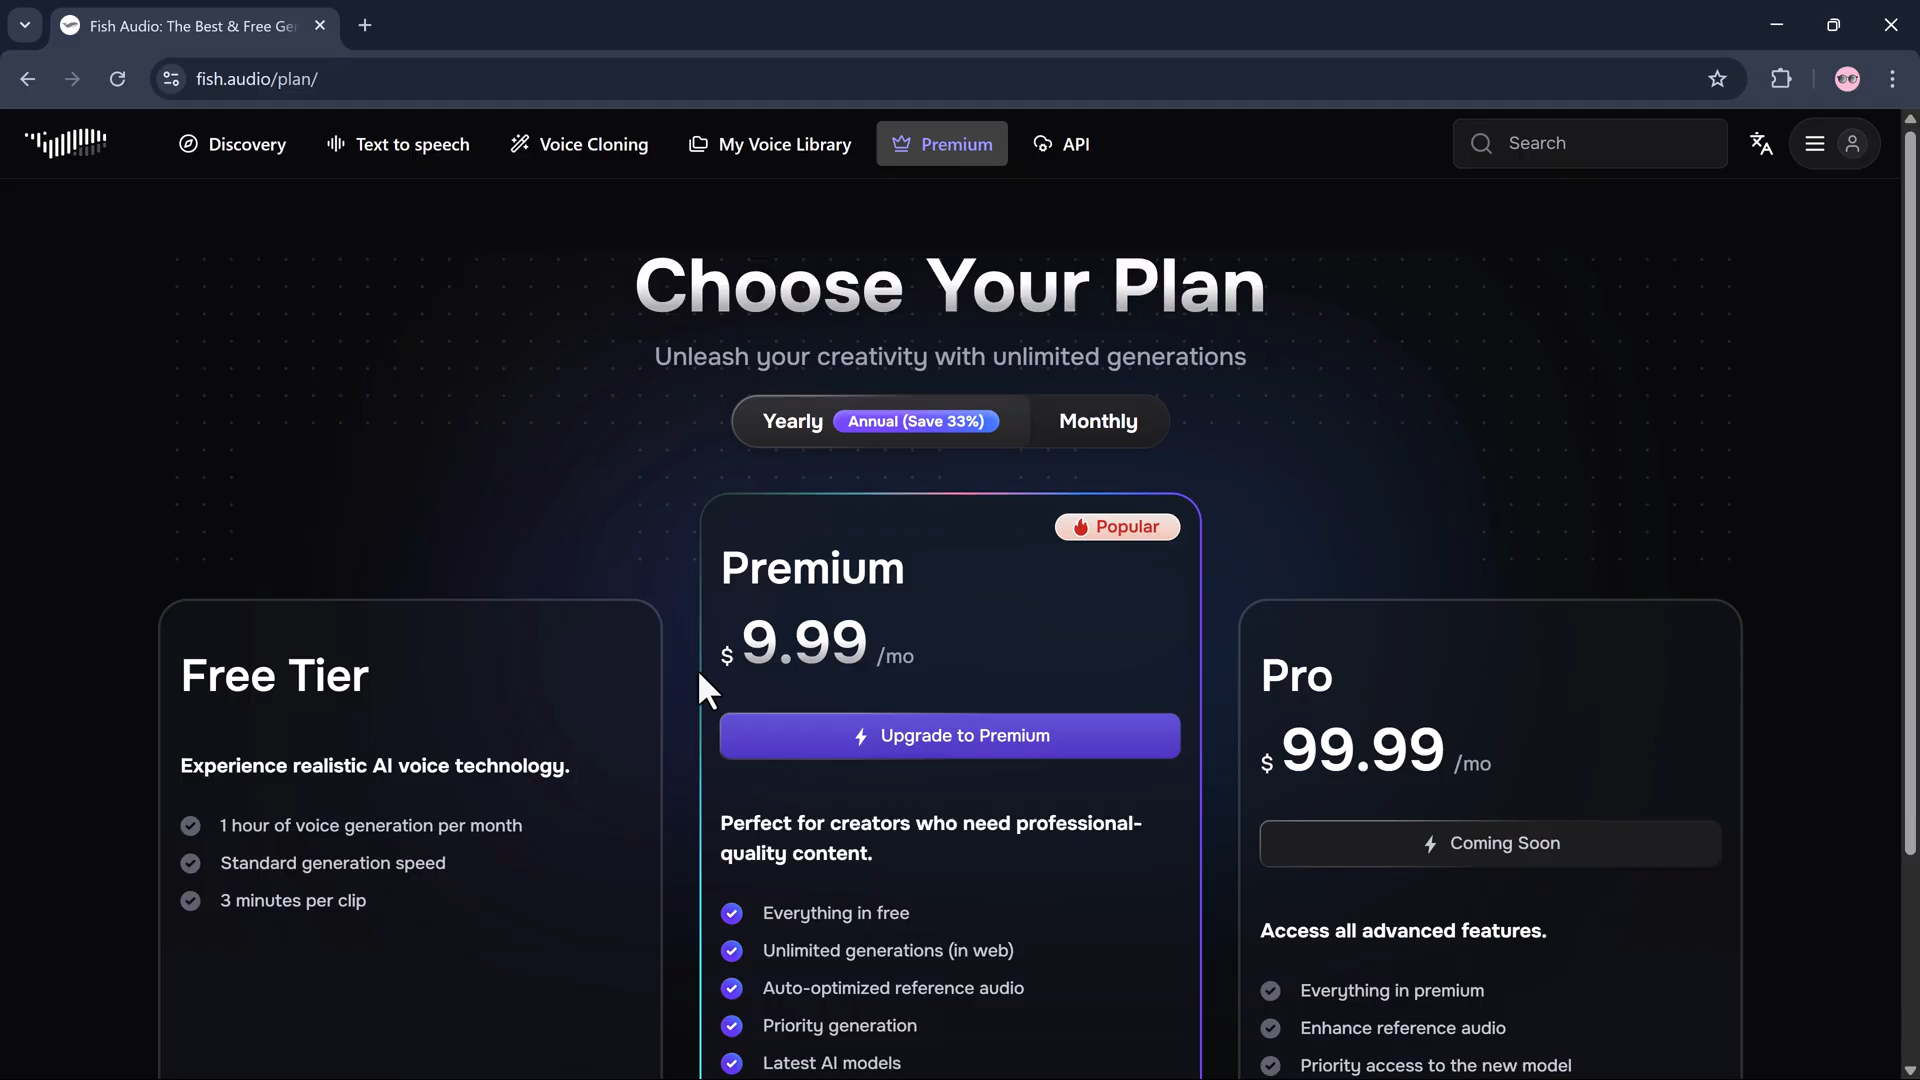 Fish Audio: The Best & Free Ge
fish.audio/plan/
Discovery
Text to speech
Voice Cloning
My Voice Library
Premium
API
Search
Choose Your Plan
Unleash your creativity with unlimited generations
Yearly
Annual (Save 33%)
Monthly
Popular
Premium
$ 9.99 /mo
Upgrade to Premium
Perfect for creators who need professional-
quality content.
Everything in free
Unlimited generations (in web)
Auto-optimized reference audio
Priority generation
Latest AI models
Free Tier
Experience realistic AI voice technology.
1 hour of voice generation per month
Standard generation speed
3 minutes per clip
Pro
$ 99.99 /mo
Coming Soon
Access all advanced features.
Everything in premium
Enhance reference audio
Priority access to the new model